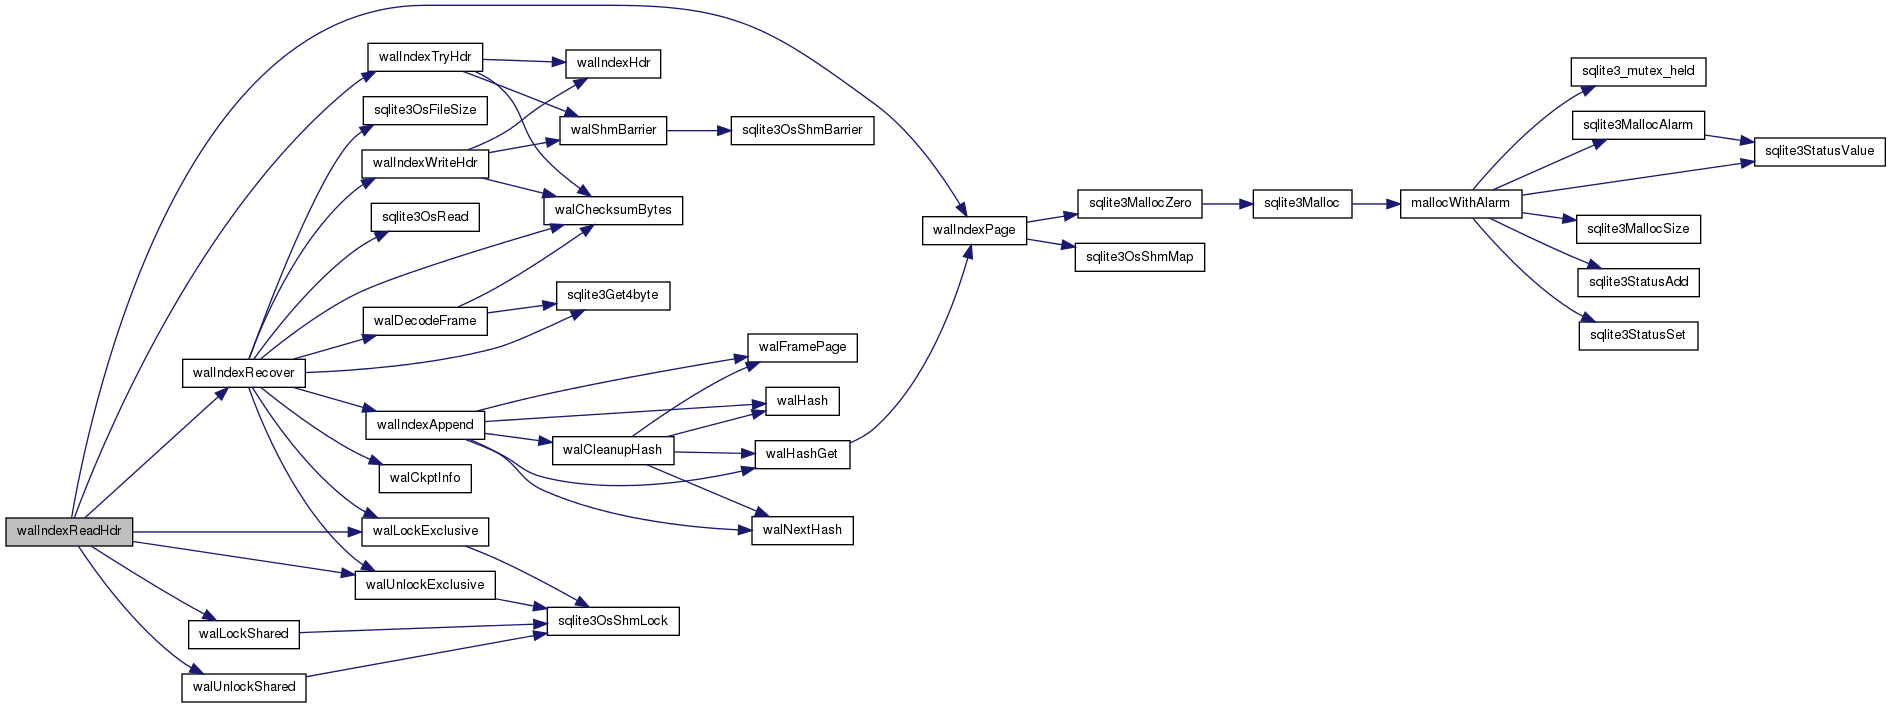 walIndexReadHdr
walIndexRecover
walLockShared
walUnlockShared
walIndexTryHdr
sqlite3OsFileSize
walIndexWriteHdr
sqlite3OsRead
walDecodeFrame
walIndexAppend
walCkptInfo
walLockExclusive
walUnlockExclusive
walIndexHdr
walShmBarrier
walChecksumBytes
sqlite3Get4byte
walCleanupHash
sqlite3OsShmLock
sqlite3OsShmBarrier
walFramePage
walHash
walHashGet
walNextHash
walIndexPage
sqlite3MallocZero
sqlite3OsShmMap
sqlite3Malloc
mallocWithAlarm
sqlite3_mutex_held
sqlite3MallocAlarm
sqlite3MallocSize
sqlite3StatusAdd
sqlite3StatusSet
sqlite3StatusValue